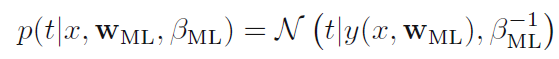 p(t|x, w_ML, β_ML) = 𝒩 (t|y(x, w_ML), β_ML^{-1})